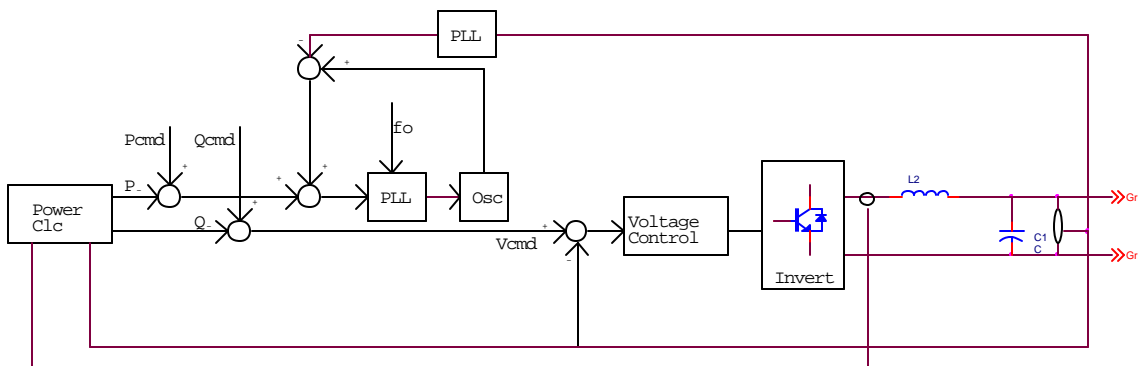 PLL
-
+
Pcmd
Qcmd
fo
+
+
+
P-
Power
Clc
PLL
Osc
L2
Gr
+
Q-
Vcmd
+
-
Voltage
Control
C1
C
Gr
Invert